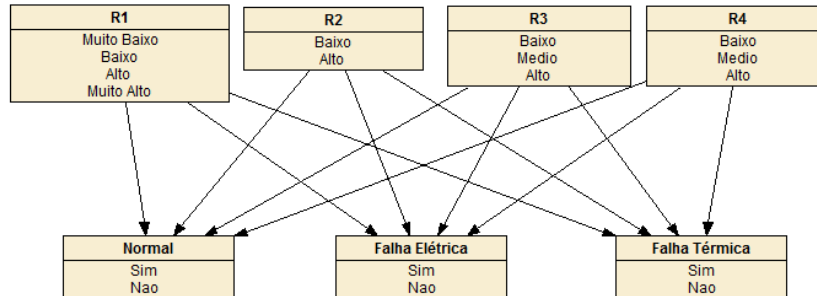 R1
Muito Baixo
Baixo
Alto
Muito Alto
R2
Baixo
Alto
R3
Baixo
Medio
Alto
R4
Baixo
Medio
Alto
Normal
Sim
Nao
Falha Elétrica
Sim
Nao
Falha Térmica
Sim
Nao